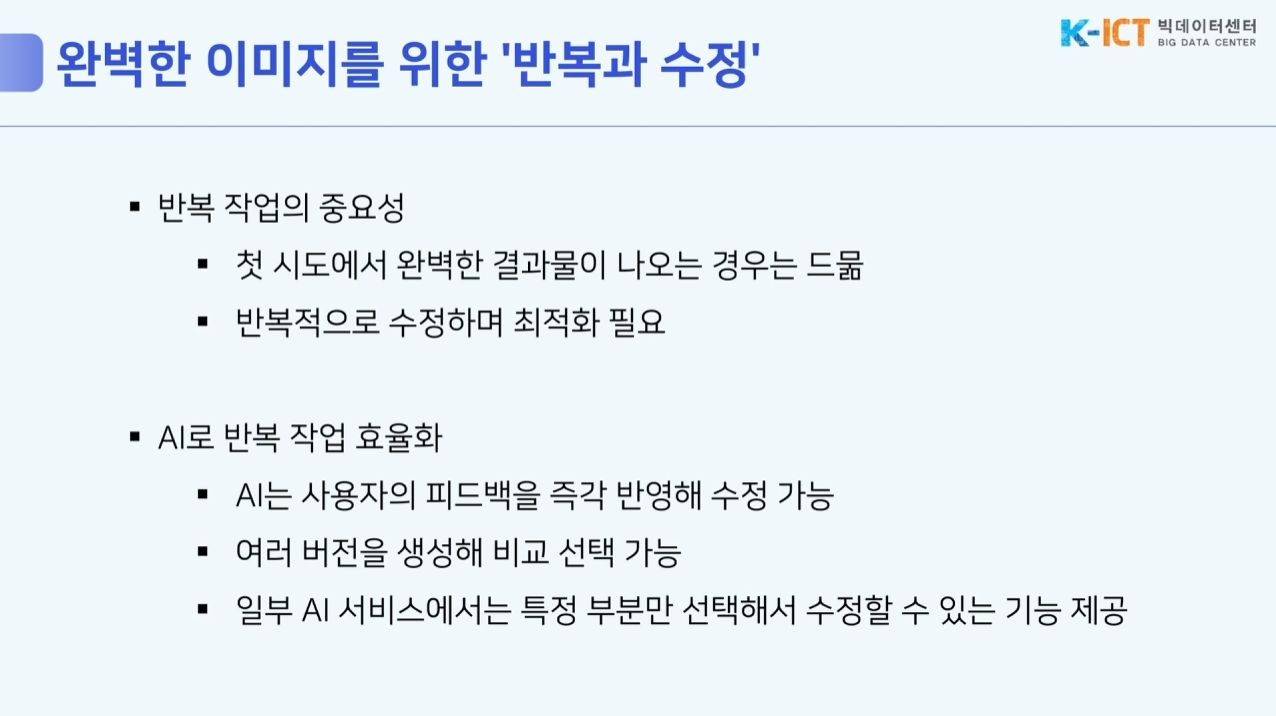 K-ICT 빅데이터센터
BIG DATA CENTER
완벽한 이미지를 위한 '반복과 수정'
▪ 반복 작업의 중요성
▪ 첫 시도에서 완벽한 결과물이 나오는 경우는 드묾
▪ 반복적으로 수정하며 최적화 필요
▪ AI로 반복 작업 효율화
▪ AI는 사용자의 피드백을 즉각 반영해 수정 가능
▪ 여러 버전을 생성해 비교 선택 가능
▪ 일부 AI 서비스에서는 특정 부분만 선택해서 수정할 수 있는 기능 제공